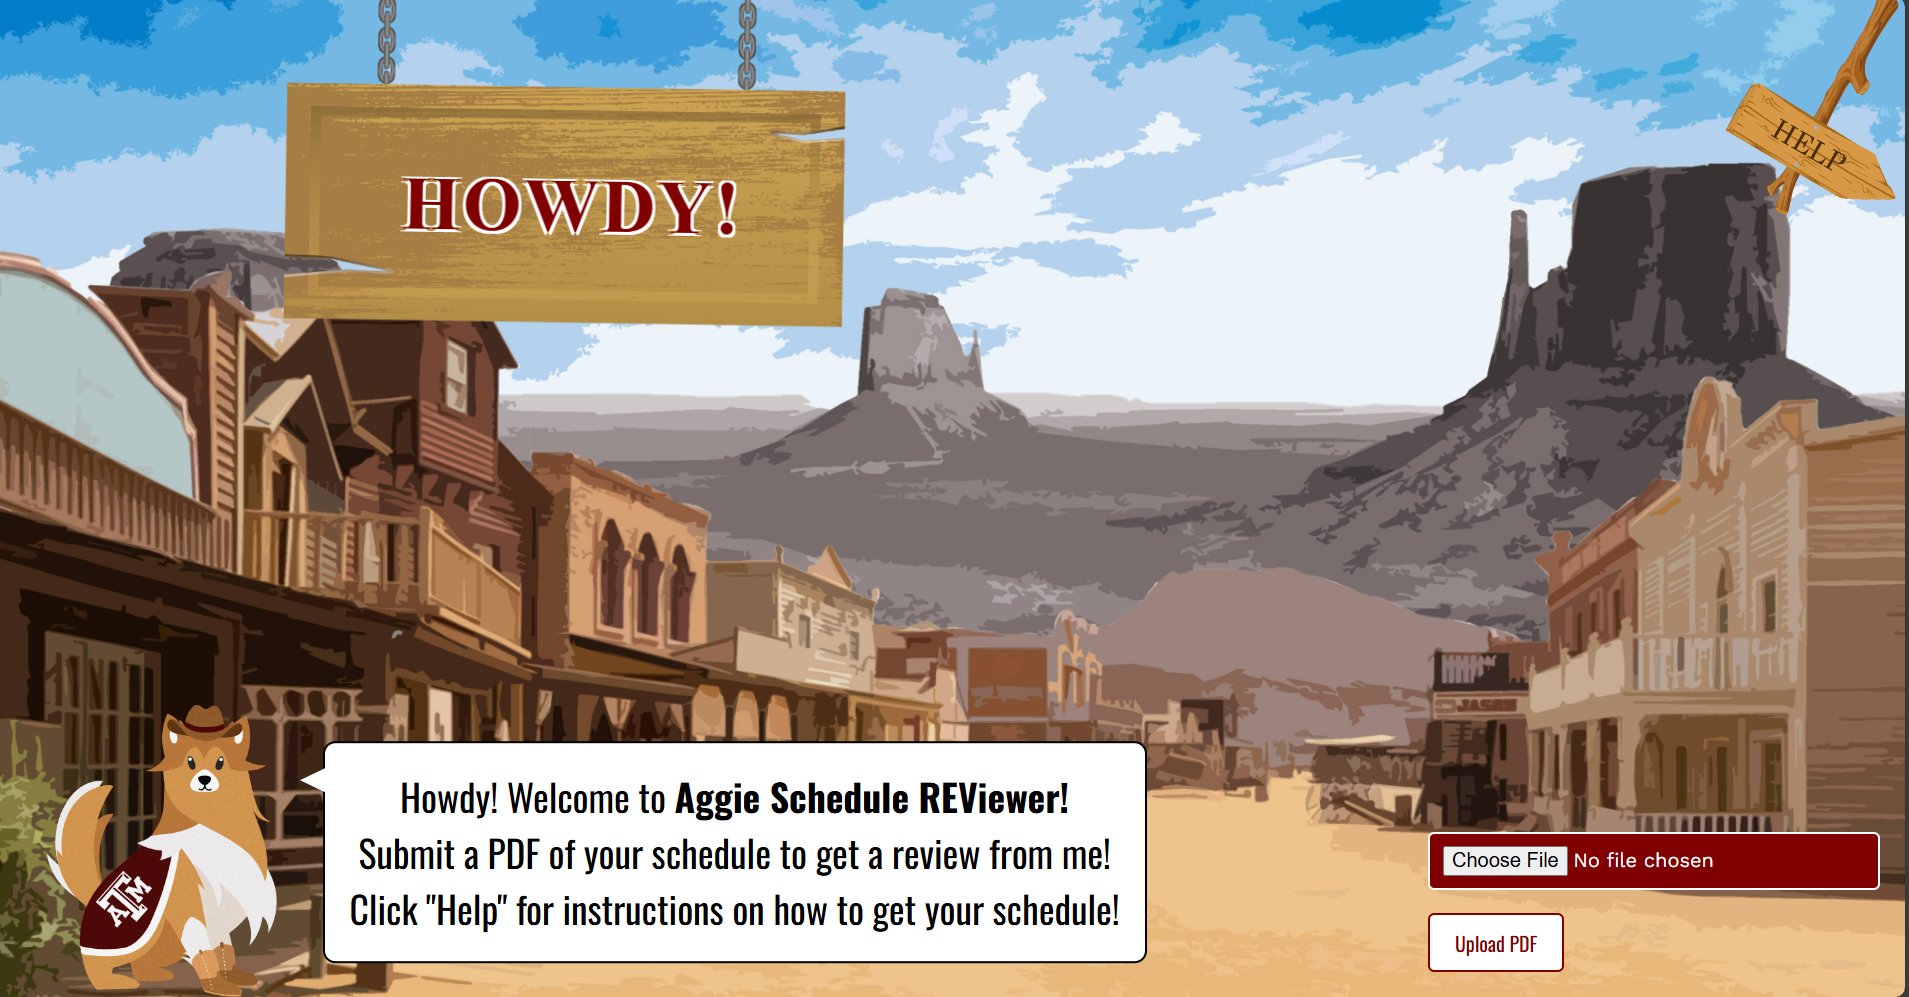 HOWDY!
HELP
JAGGS
Howdy! Welcome to Aggie Schedule REViewer!
Submit a PDF of your schedule to get a review from me!
Click "Help" for instructions on how to get your schedule!
ATM
Choose File No file chosen
Upload PDF